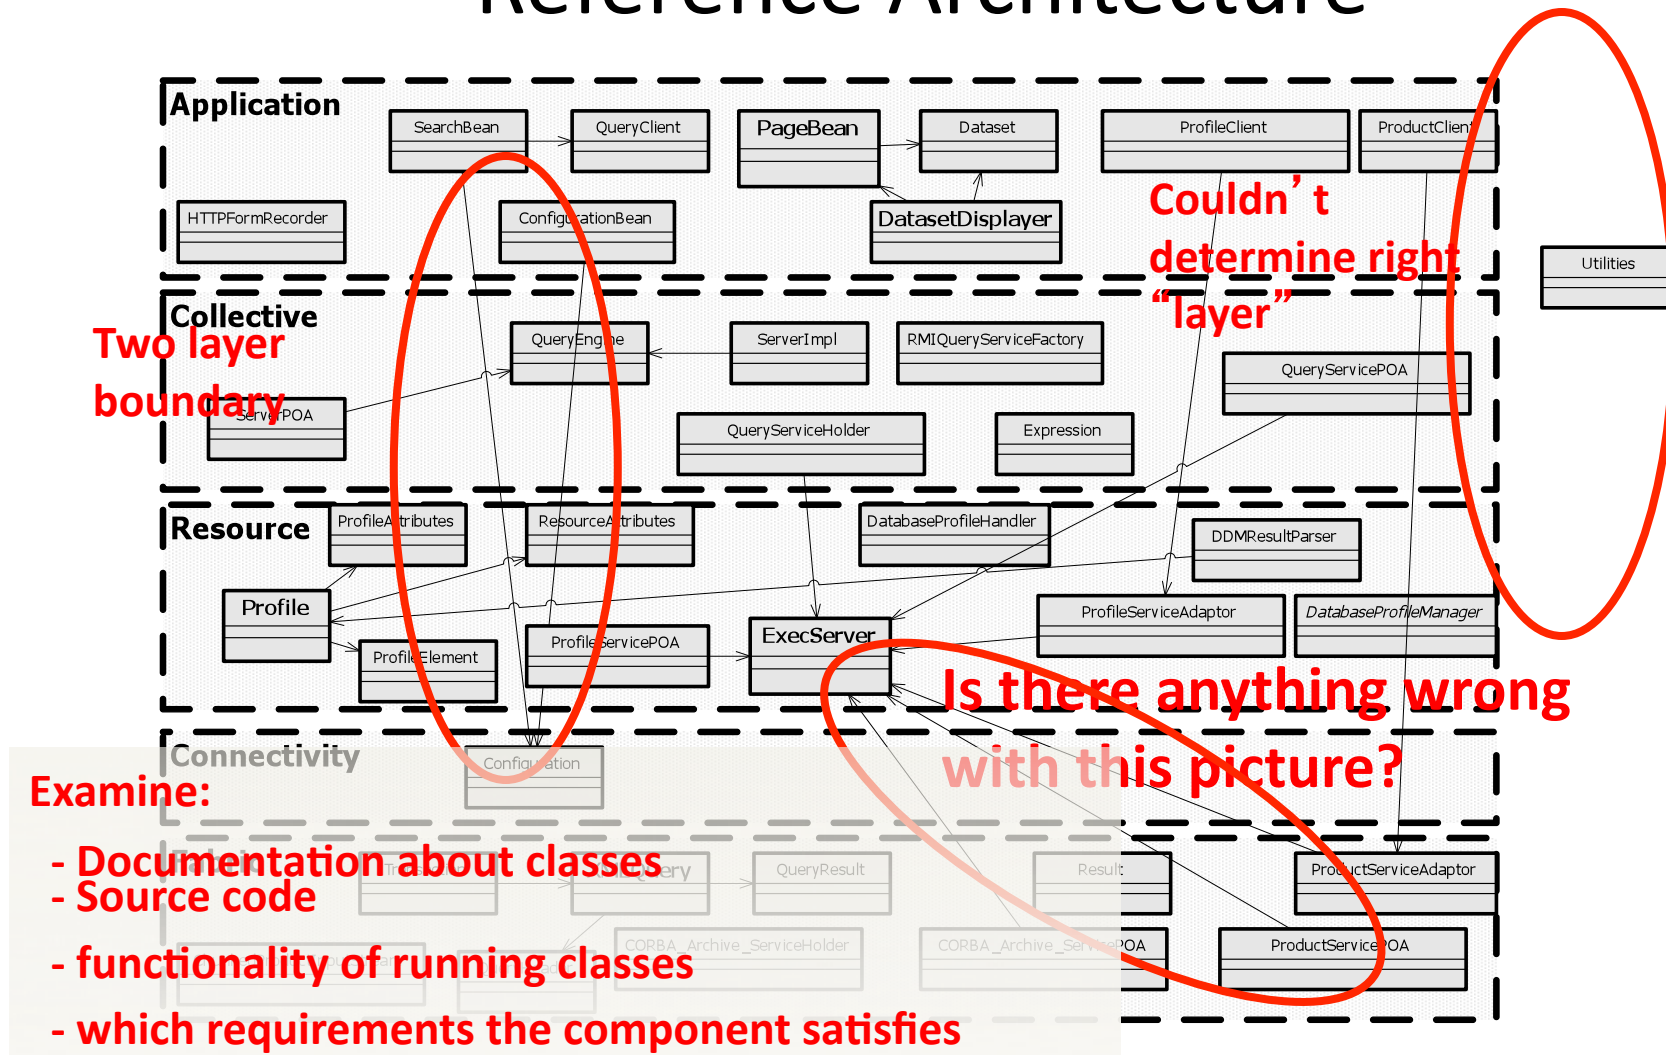 Reference Architecture
Application
SearchBean
QueryClient
PageBean
Dataset
ProfileClient
ProductClient
HTTPFormRecorder
ConfigurationBean
DatasetDisplayer
Couldn’t
determine right
“layer”
Utilities
Collective
Two layer
boundary
QueryEngine
ServerImpl
RMIQueryServiceFactory
QueryServicePOA
ServerPOA
QueryServiceHolder
Expression
Resource
ProfileAttributes
ResourceAttributes
DatabaseProfileHandler
DDMResultParser
Profile
ProfileElement
ProfileServicePOA
ExecServer
ProfileServiceAdaptor
DatabaseProfileManager
Is there anything wrong
with this picture?
Connectivity
Configuration
Examine:
- Documentation about classes
- Source code
- functionality of running classes
- which requirements the component satisfies
Fabric
QueryResult
Result
ProductServiceAdaptor
CORBA_Archive_ServiceHolder
CORBA_Archive_ServicePOA
ProductServicePOA